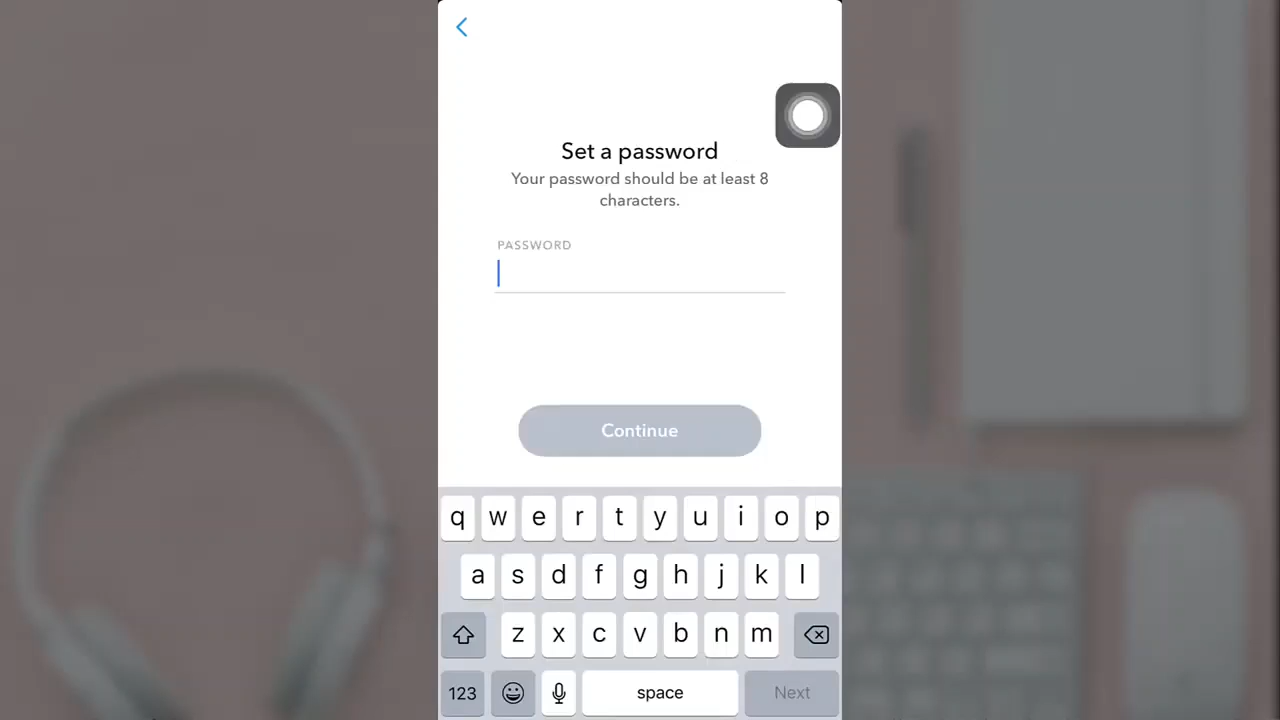 Set a password
Your password should be at least 8
characters.
PASSWORD
Continue
q w e r t y u i o p
a s d f g h j k l
z x c v b n m
123 space Next